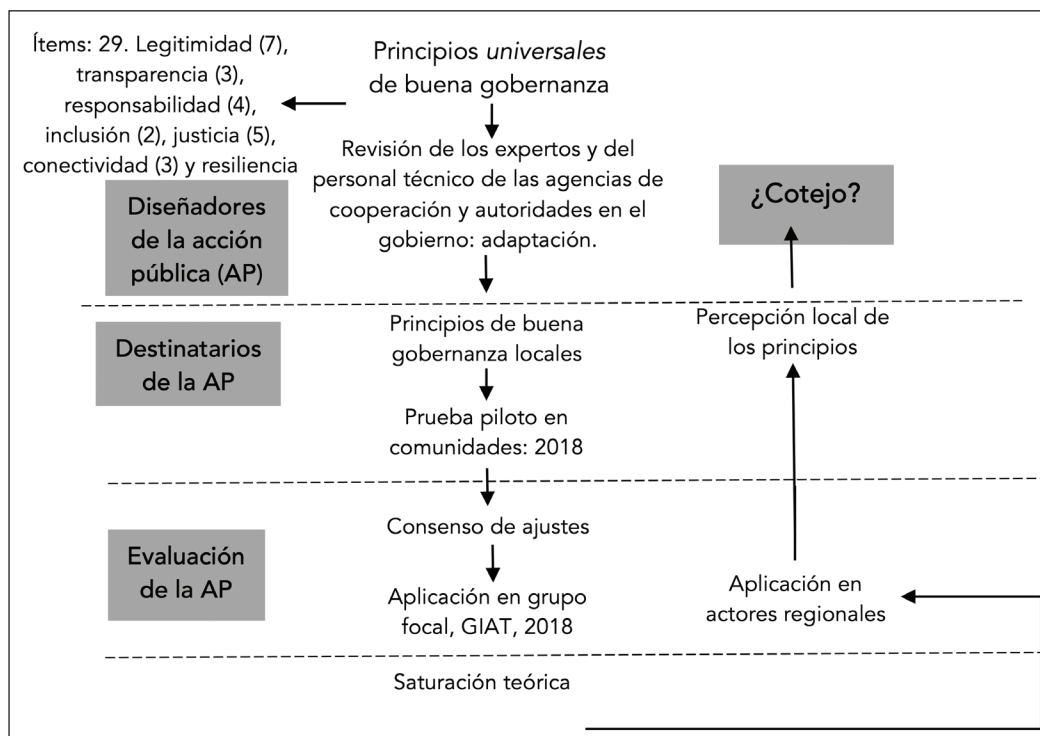 Ítems: 29. Legitimidad (7),
transparencia (3),
responsabilidad (4),
inclusión (2), justicia (5),
conectividad (3) y resiliencia
Principios universales
de buena gobernanza
Revisión de los expertos y del
personal técnico de las agencias de
cooperación y autoridades en el
gobierno: adaptación.
Diseñadores
de la acción
pública (AP)
¿Cotejo?
Destinatarios
de la AP
Principios de buena
gobernanza locales
Prueba piloto en
comunidades: 2018
Percepción local de
los principios
Evaluación
de la AP
Consenso de ajustes
Aplicación en grupo
focal, GIAT, 2018
Aplicación en
actores regionales
Saturación teórica